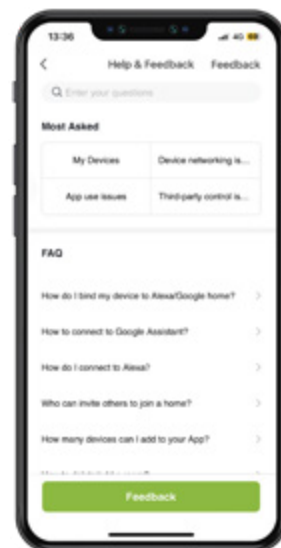 13:36
4G
Help & Feedback Feedback
Enter your questions
Most Asked
My Devices Device networking is...
App use issues Third-party control is...
FAQ
How do I bind my device to Alexa/Google home?
How to connect to Google Assistant?
How do I connect to Alexa?
Who can invite others to join a home?
How many devices can I add to your App?
Feedback